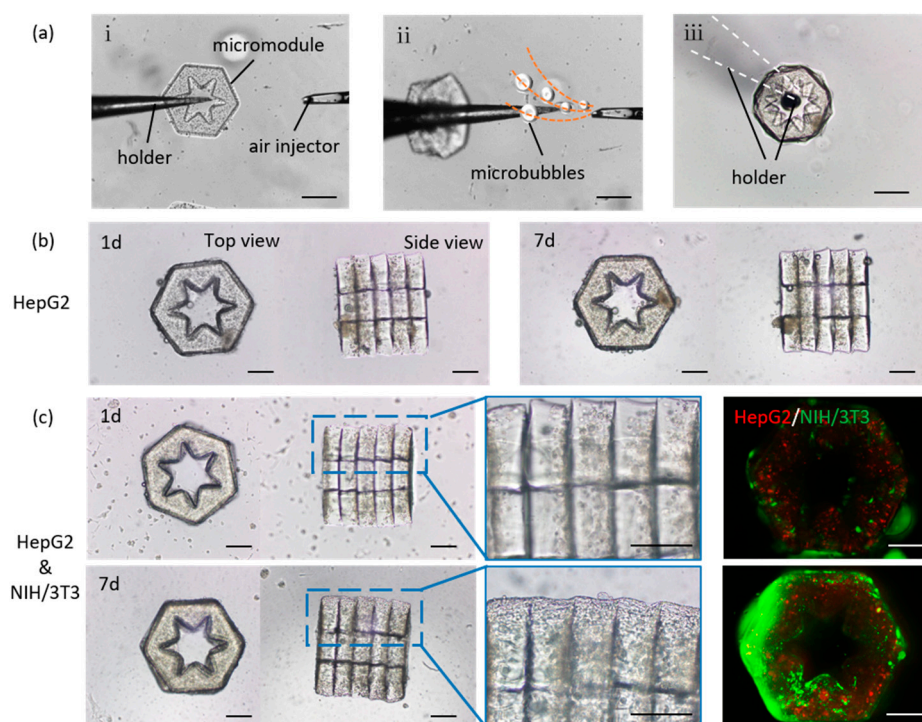 (a)
i
micromodule
holder
air injector
ii
microbubbles
iii
holder
(b)
HepG2
1d
Top view
Side view
7d
(c)
HepG2
&
NIH/3T3
1d
HepG2/NIH/3T3
7d